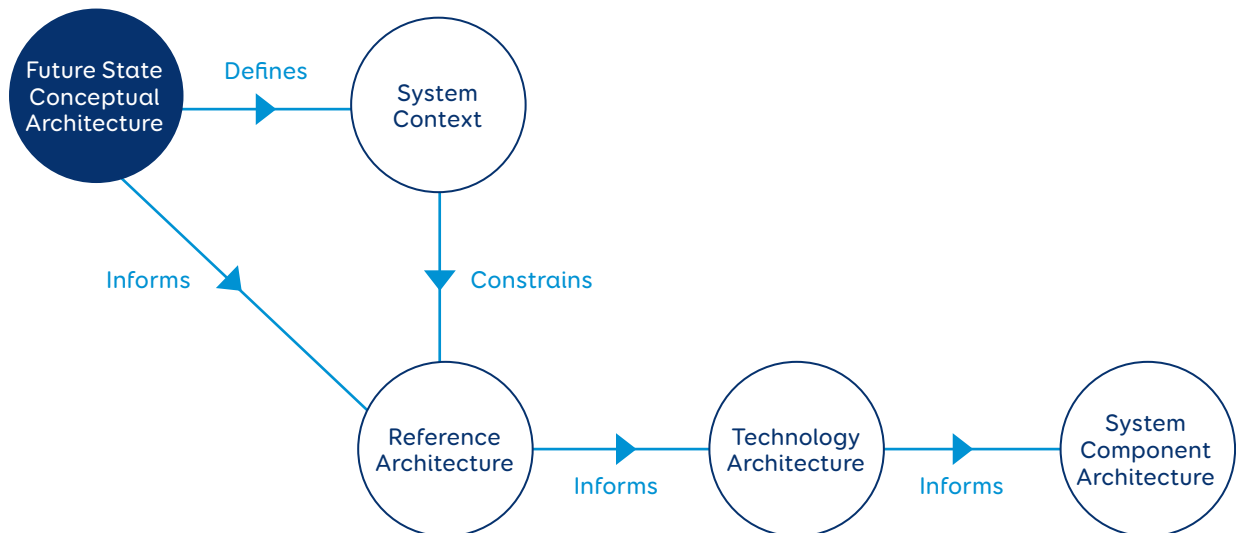 Future State
Conceptual
Architecture
Defines
System
Context
Informs
Constrains
Reference
Architecture
Informs
Technology
Architecture
Informs
System
Component
Architecture